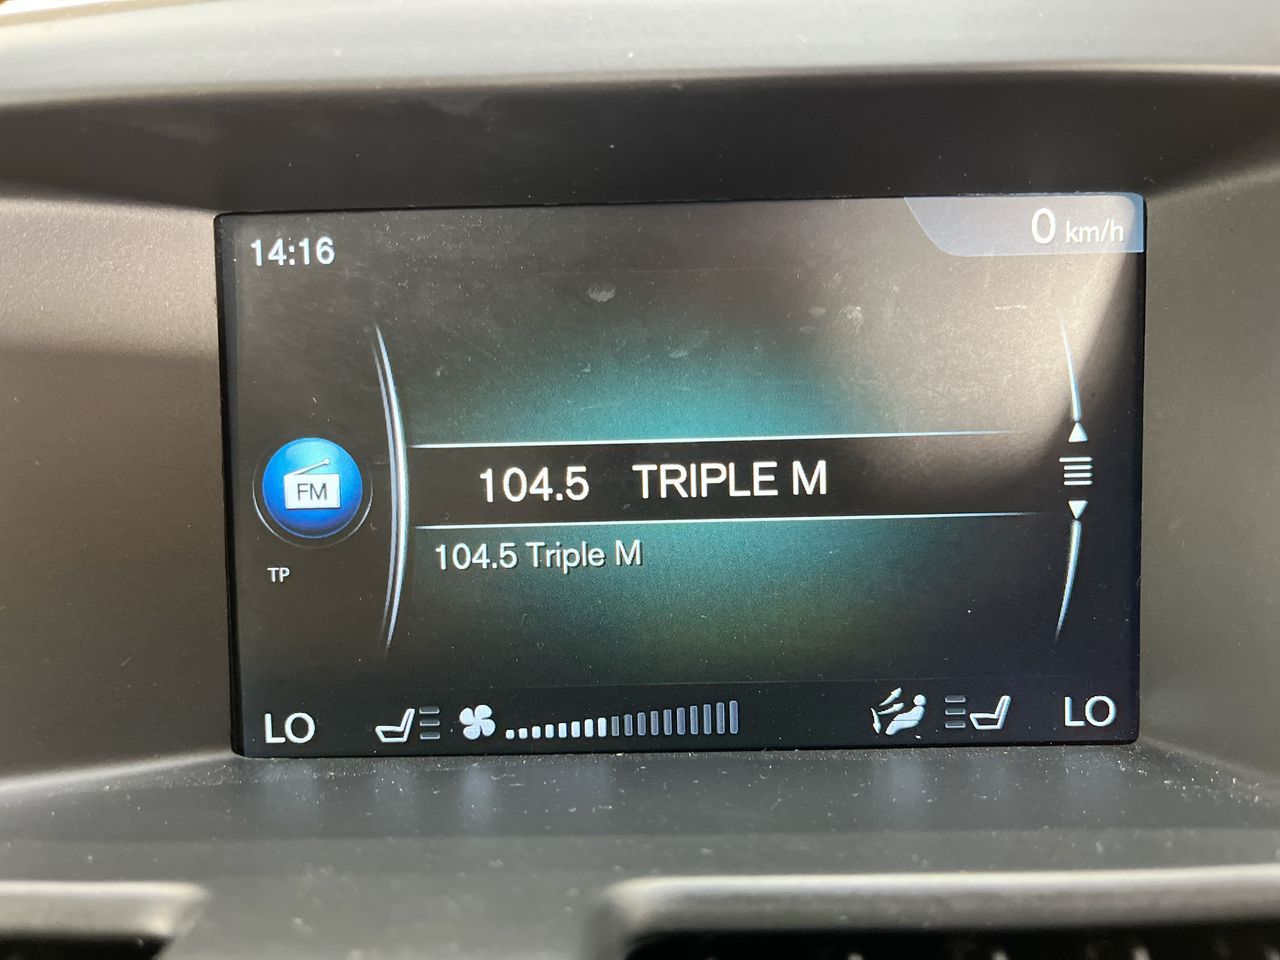 14:16
0 km/h
FM
104.5 TRIPLE M
104.5 Triple M
TP
LO LO